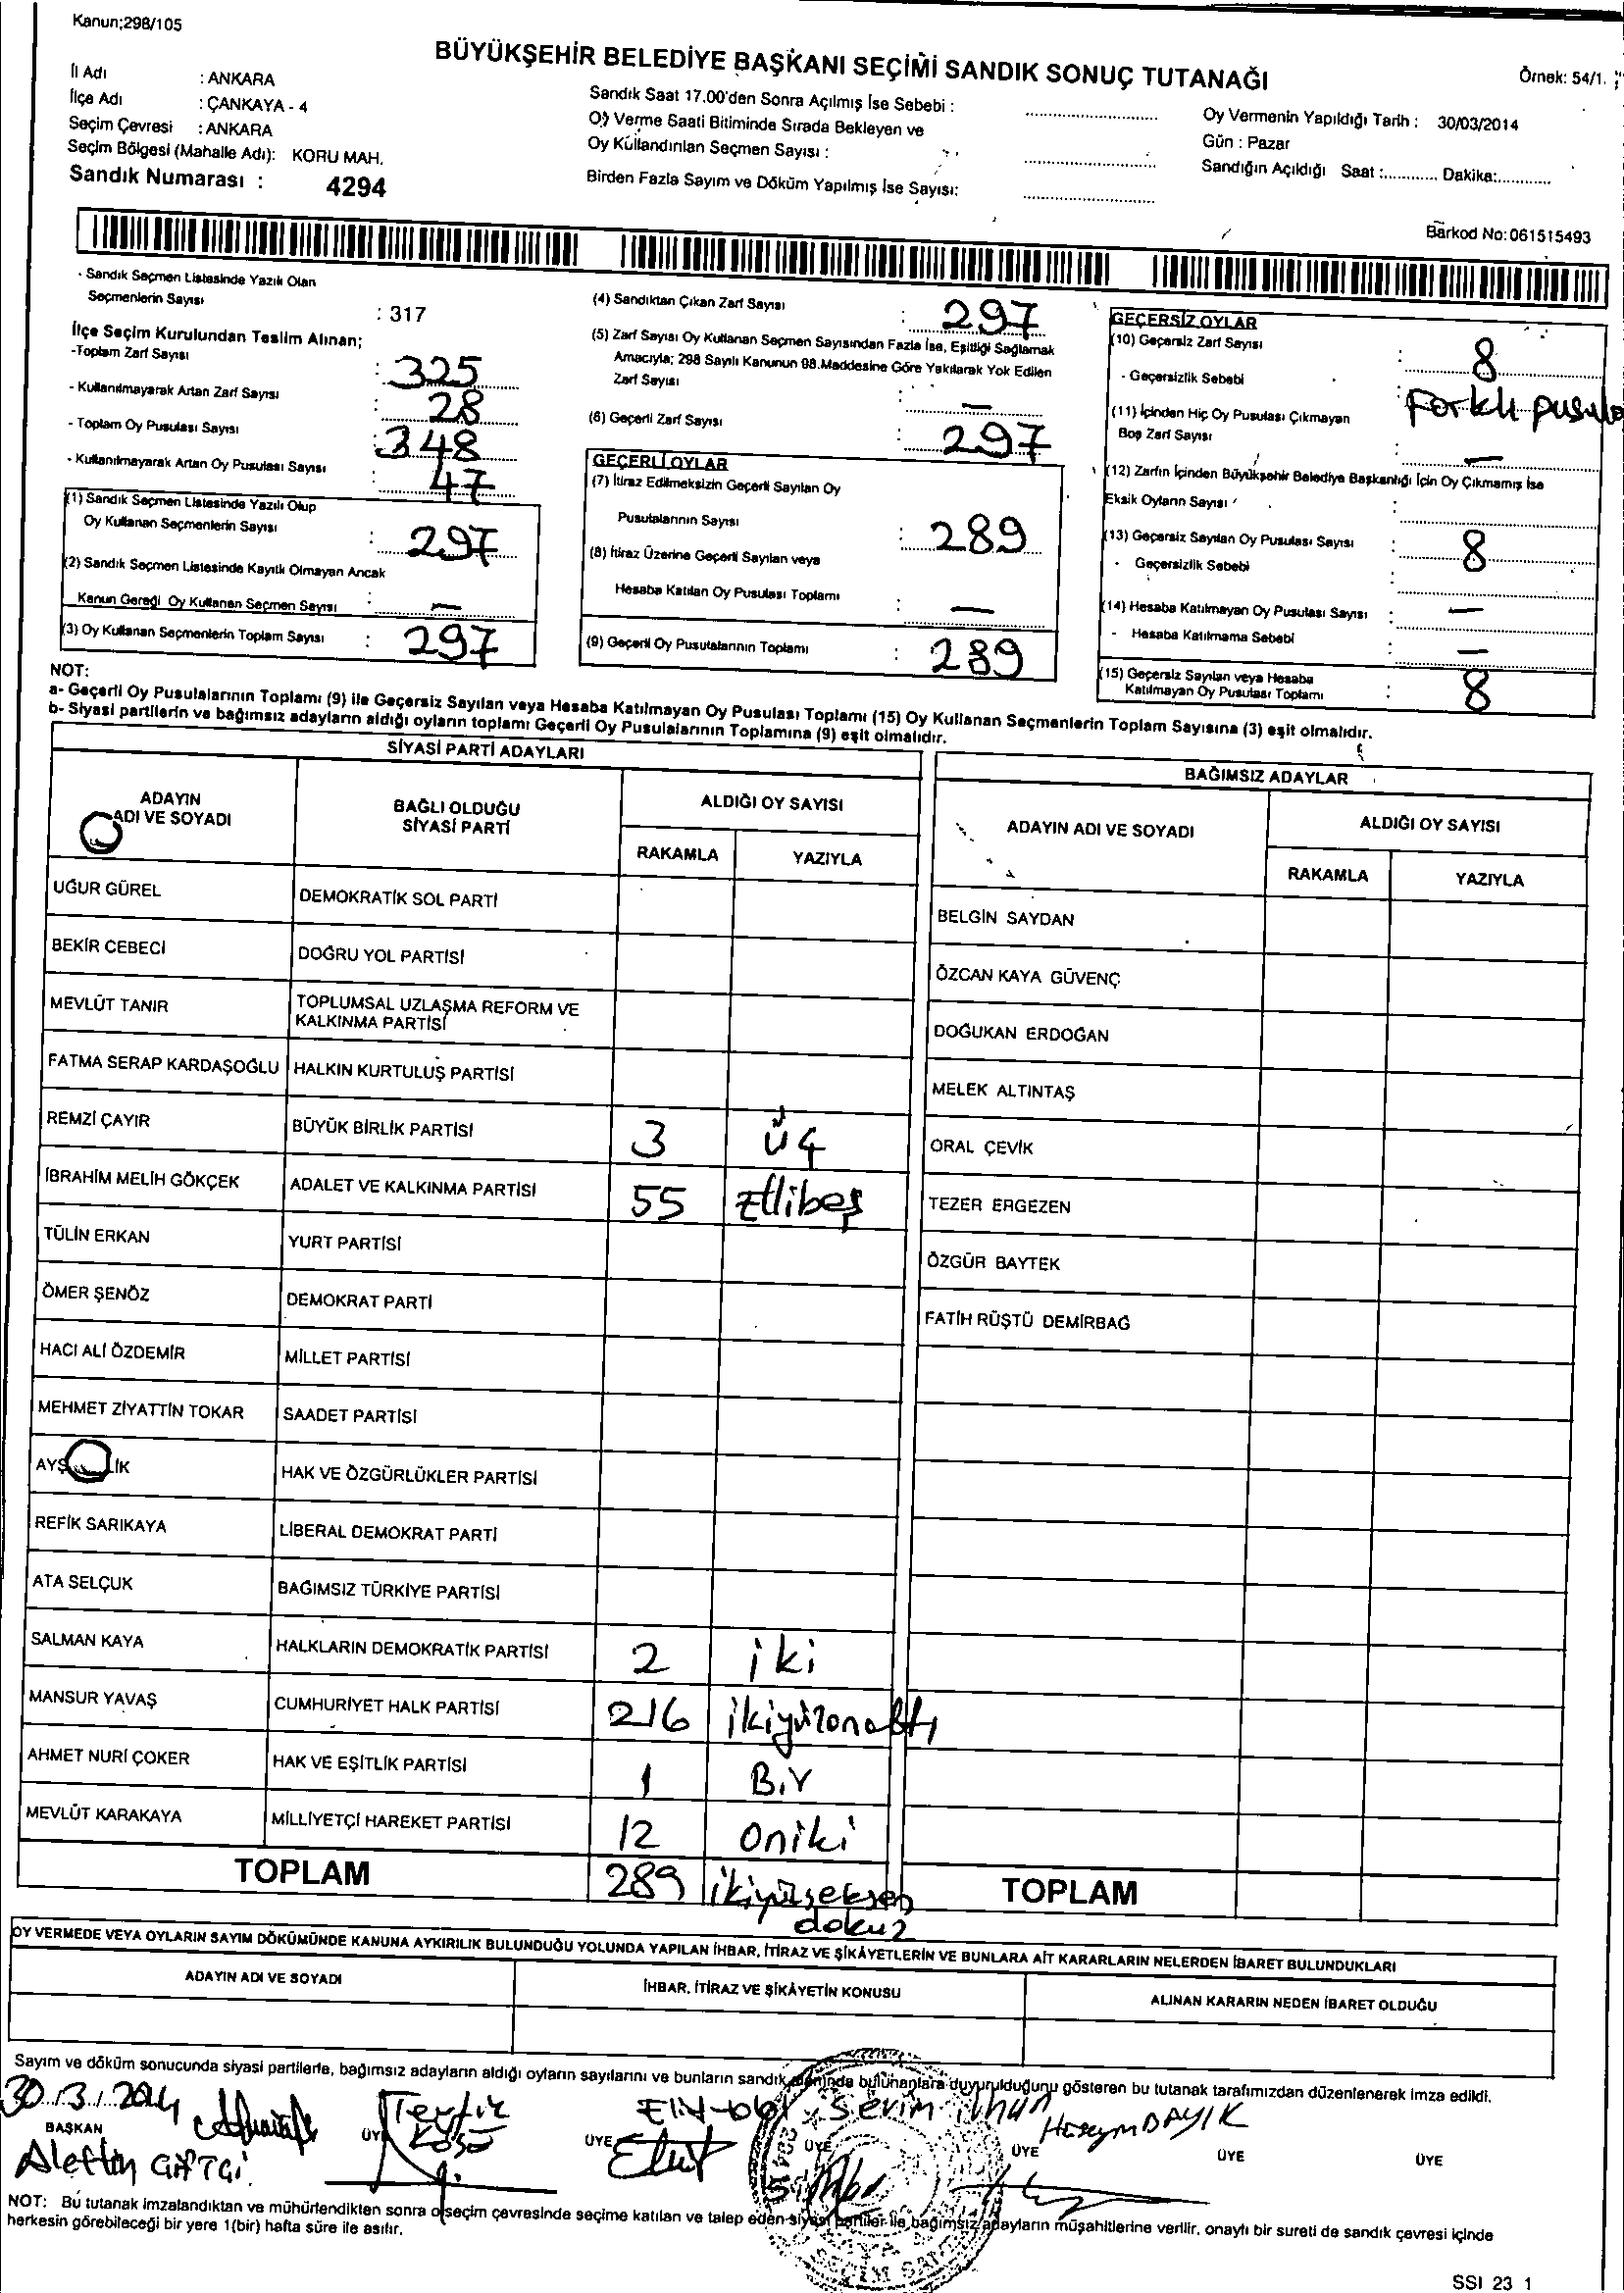 Kanun;298/105
BÜYÜKŞEHİR BELEDİYE BAŞKANI SEÇİMİ SANDIK SONUÇ TUTANAĞI
Örnek: 54/1.
İl Adı : ANKARA
İlçe Adı : ÇANKAYA - 4
Seçim Çevresi : ANKARA
Seçim Bölgesi (Mahalle Adı): KORU MAH.
Sandık Numarası : 4294
Sandık Saat 17.00'den Sonra Açılmış İse Sebebi :
Oy Verme Saati Bitiminde Sırada Bekleyen ve
Oy Kullandırılan Seçmen Sayısı :
Birden Fazla Sayım ve Döküm Yapılmış İse Sayısı:
Oy Vermenin Yapıldığı Tarih : 30/03/2014
Gün : Pazar
Sandığın Açıldığı Saat :............ Dakika:............
Barkod No:061515493
- Sandık Seçmen Listesinde Yazılı Olan
Seçmenlerin Sayısı : 317
İlçe Seçim Kurulundan Teslim Alınan;
-Toplam Zarf Sayısı : 325
- Kullanılmayarak Artan Zarf Sayısı : 28
- Toplam Oy Pusulası Sayısı : 348
- Kullanılmayarak Artan Oy Pusulası Sayısı : 47
(1) Sandık Seçmen Listesinde Yazılı Olup
Oy Kullanan Seçmenlerin Sayısı : 297
(2) Sandık Seçmen Listesinde Kayıtlı Olmayan Ancak
Kanun Gereği Oy Kullanan Seçmen Sayısı : —
(3) Oy Kullanan Seçmenlerin Toplam Sayısı : 297
(4) Sandıktan Çıkan Zarf Sayısı : 297
(5) Zarf Sayısı Oy Kullanan Seçmen Sayısından Fazla İse, Eşitliği Sağlamak
Amacıyla; 298 Sayılı Kanunun 98.Maddesine Göre Yakılarak Yok Edilen
Zarf Sayısı : —
(6) Geçerli Zarf Sayısı : 297
GEÇERLİ OYLAR
(7) İtiraz Edilmeksizin Geçerli Sayılan Oy
Pusulalarının Sayısı : 289
(8) İtiraz Üzerine Geçerli Sayılan veya
Hesaba Katılan Oy Pusulası Toplamı : —
(9) Geçerli Oy Pusulalarının Toplamı : 289
GEÇERSİZ OYLAR
(10) Geçersiz Zarf Sayısı : 8
- Geçersizlik Sebebi : Farklı pusula
(11) İçinden Hiç Oy Pusulası Çıkmayan
Boş Zarf Sayısı : —
(12) Zarfın İçinden Büyükşehir Belediye Başkanlığı İçin Oy Çıkmamış İse
Eksik Oyların Sayısı :
(13) Geçersiz Sayılan Oy Pusulası Sayısı : 8
- Geçersizlik Sebebi :
(14) Hesaba Katılmayan Oy Pusulası Sayısı : —
- Hesaba Katılmama Sebebi : —
(15) Geçersiz Sayılan veya Hesaba
Katılmayan Oy Pusulası Toplamı : 8
NOT:
a- Geçerli Oy Pusulalarının Toplamı (9) ile Geçersiz Sayılan veya Hesaba Katılmayan Oy Pusulası Toplamı (15) Oy Kullanan Seçmenlerin Toplam Sayısına (3) eşit olmalıdır.
b- Siyasi partilerin ve bağımsız adayların aldığı oyların toplamı Geçerli Oy Pusulalarının Toplamına (9) eşit olmalıdır.
SİYASİ PARTİ ADAYLARI
ADAYIN
ADI VE SOYADI
BAĞLI OLDUĞU
SİYASİ PARTİ
ALDIĞI OY SAYISI
RAKAMLA YAZIYLA
UĞUR GÜREL DEMOKRATİK SOL PARTİ
BEKİR CEBECİ DOĞRU YOL PARTİSİ
MEVLÜT TANIR TOPLUMSAL UZLAŞMA REFORM VE
KALKINMA PARTİSİ
FATMA SERAP KARDAŞOĞLU HALKIN KURTULUŞ PARTİSİ
REMZİ ÇAYIR BÜYÜK BİRLİK PARTİSİ 3 Üç
İBRAHİM MELİH GÖKÇEK ADALET VE KALKINMA PARTİSİ 55 Ellibeş
TÜLİN ERKAN YURT PARTİSİ
ÖMER ŞENÖZ DEMOKRAT PARTİ
HACI ALİ ÖZDEMİR MİLLET PARTİSİ
MEHMET ZİYATTİN TOKAR SAADET PARTİSİ
HAK VE ÖZGÜRLÜKLER PARTİSİ
REFİK SARIKAYA LİBERAL DEMOKRAT PARTİ
ATA SELÇUK BAĞIMSIZ TÜRKİYE PARTİSİ
SALMAN KAYA HALKLARIN DEMOKRATİK PARTİSİ 2 iki
MANSUR YAVAŞ CUMHURİYET HALK PARTİSİ 216 ikiyüzonaltı
AHMET NURİ ÇOKER HAK VE EŞİTLİK PARTİSİ 1 Bir
MEVLÜT KARAKAYA MİLLİYETÇİ HAREKET PARTİSİ 12 oniki
TOPLAM 289 ikiyüzseksen
dokuz
BAĞIMSIZ ADAYLAR
ADAYIN ADI VE SOYADI
ALDIĞI OY SAYISI
RAKAMLA YAZIYLA
BELGİN SAYDAN
ÖZCAN KAYA GÜVENÇ
DOĞUKAN ERDOĞAN
MELEK ALTINTAŞ
ORAL ÇEVİK
TEZER ERGEZEN
ÖZGÜR BAYTEK
FATİH RÜŞTÜ DEMİRBAĞ
TOPLAM
OY VERMEDE VEYA OYLARIN SAYIM DÖKÜMÜNDE KANUNA AYKIRILIK BULUNDUĞU YOLUNDA YAPILAN İHBAR, İTİRAZ VE ŞİKÂYETLERİN VE BUNLARA AİT KARARLARIN NELERDEN İBARET BULUNDUKLARI
ADAYIN ADI VE SOYADI
İHBAR, İTİRAZ VE ŞİKÂYETİN KONUSU
ALINAN KARARIN NEDEN İBARET OLDUĞU
Sayım ve döküm sonucunda siyasi partilerle, bağımsız adayların aldığı oyların sayılarını ve bunların sandık alanında bulunanlara duyurulduğunu gösteren bu tutanak tarafımızdan düzenlenerek imza edildi.
30.3.2014
BAŞKAN ÜYE ÜYE ÜYE ÜYE ÜYE ÜYE
Tevfik
Köse
Sevim İlhan
Hüseyin DAYIK
NOT: Bu tutanak imzalandıktan ve mühürlendikten sonra o seçim çevresinde seçime katılan ve talep eden siyasi partiler ile bağımsız adayların müşahitlerine verilir. onaylı bir sureti de sandık çevresi içinde
herkesin görebileceği bir yere 1(bir) hafta süre ile asılır.
SSI 23 1